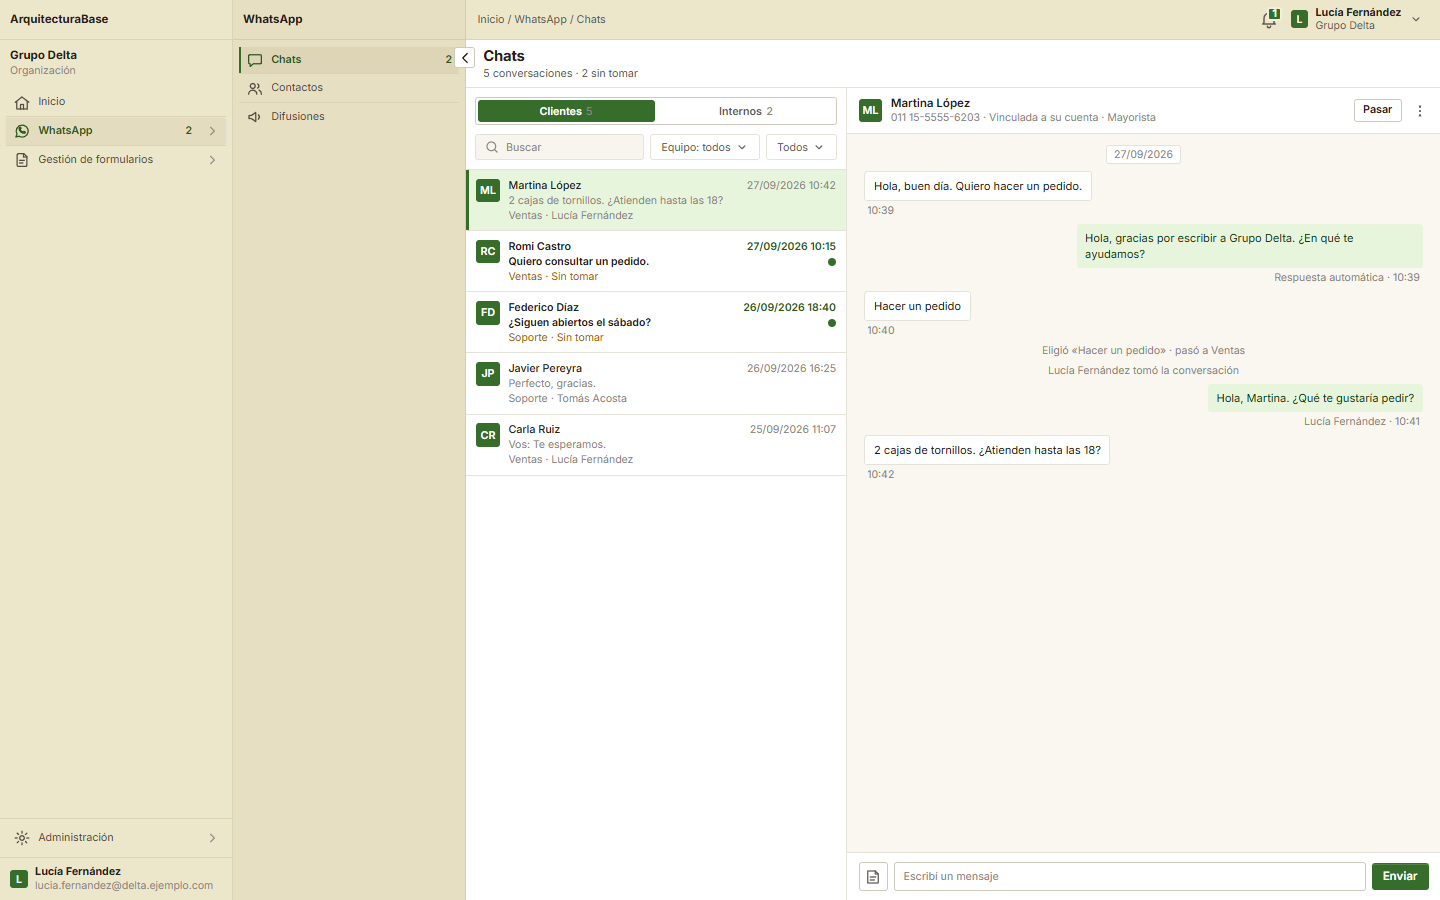 ArquitecturaBase
Grupo Delta
Organización
Inicio
WhatsApp 2
Gestión de formularios
Administración
L
Lucía Fernández
lucia.fernandez@delta.ejemplo.com
WhatsApp
Chats 2
Contactos
Difusiones
Inicio / WhatsApp / Chats
1
L
Lucía Fernández
Grupo Delta
Chats
5 conversaciones · 2 sin tomar
Clientes 5
Internos 2
Buscar
Equipo: todos
Todos
ML
Martina López 27/09/2026 10:42
2 cajas de tornillos. ¿Atienden hasta las 18?
Ventas · Lucía Fernández
RC
Romi Castro 27/09/2026 10:15
Quiero consultar un pedido.
Ventas · Sin tomar
FD
Federico Díaz 26/09/2026 18:40
¿Siguen abiertos el sábado?
Soporte · Sin tomar
JP
Javier Pereyra 26/09/2026 16:25
Perfecto, gracias.
Soporte · Tomás Acosta
CR
Carla Ruiz 25/09/2026 11:07
Vos: Te esperamos.
Ventas · Lucía Fernández
ML
Martina López
011 15-5555-6203 · Vinculada a su cuenta · Mayorista
Pasar
27/09/2026
Hola, buen día. Quiero hacer un pedido.
10:39
Hola, gracias por escribir a Grupo Delta. ¿En qué te
ayudamos?
Respuesta automática · 10:39
Hacer un pedido
10:40
Eligió «Hacer un pedido» · pasó a Ventas
Lucía Fernández tomó la conversación
Hola, Martina. ¿Qué te gustaría pedir?
Lucía Fernández · 10:41
2 cajas de tornillos. ¿Atienden hasta las 18?
10:42
Escribí un mensaje
Enviar